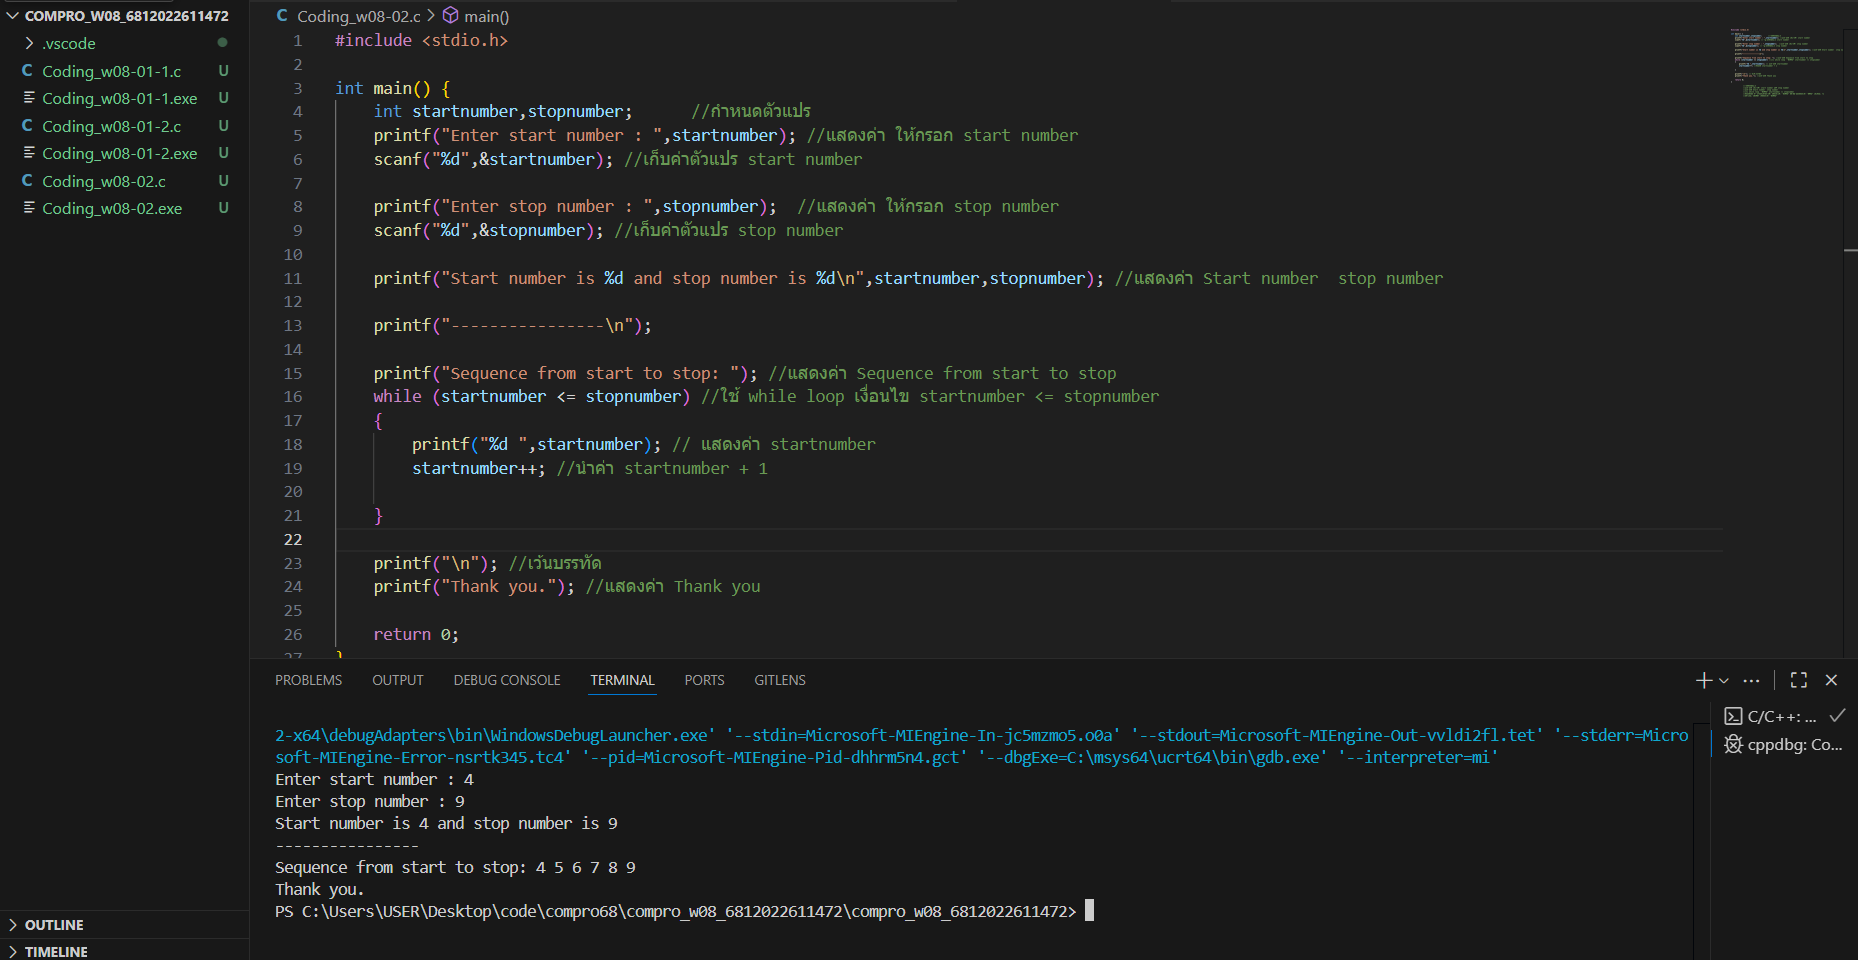 COMPRO_W08_6812022611472
.vscode
C Coding_w08-01-1.c U
Coding_w08-01-1.exe U
C Coding_w08-01-2.c U
Coding_w08-01-2.exe U
C Coding_w08-02.c U
Coding_w08-02.exe U
OUTLINE
TIMELINE
C Coding_w08-02.c > main()
1 #include <stdio.h>
2
3 int main() {
4 int startnumber,stopnumber; //กำหนดตัวแปร
5 printf("Enter start number : ",startnumber); //แสดงค่า ให้กรอก start number
6 scanf("%d",&startnumber); //เก็บค่าตัวแปร start number
7
8 printf("Enter stop number : ",stopnumber); //แสดงค่า ให้กรอก stop number
9 scanf("%d",&stopnumber); //เก็บค่าตัวแปร stop number
10
11 printf("Start number is %d and stop number is %d\n",startnumber,stopnumber); //แสดงค่า Start number  stop number
12
13 printf("----------------\n");
14
15 printf("Sequence from start to stop: "); //แสดงค่า Sequence from start to stop
16 while (startnumber <= stopnumber) //ใช้ while loop เงื่อนไข startnumber <= stopnumber
17 {
18 printf("%d ",startnumber); // แสดงค่า startnumber
19 startnumber++; //นำค่า startnumber + 1
20
21 }
22
23 printf("\n"); //เว้นบรรทัด
24 printf("Thank you."); //แสดงค่า Thank you
25
26 return 0;
27 }
PROBLEMS OUTPUT DEBUG CONSOLE TERMINAL PORTS GITLENS
2-x64\debugAdapters\bin\WindowsDebugLauncher.exe' '--stdin=Microsoft-MIEngine-In-jc5mzmo5.o0a' '--stdout=Microsoft-MIEngine-Out-vvldi2fl.tet' '--stderr=Micro
soft-MIEngine-Error-nsrtk345.tc4' '--pid=Microsoft-MIEngine-Pid-dhhrm5n4.gct' '--dbgExe=C:\msys64\ucrt64\bin\gdb.exe' '--interpreter=mi'
Enter start number : 4
Enter stop number : 9
Start number is 4 and stop number is 9
----------------
Sequence from start to stop: 4 5 6 7 8 9
Thank you.
PS C:\Users\USER\Desktop\code\compro68\compro_w08_6812022611472\compro_w08_6812022611472>
C/C++: ...
cppdbg: Co...